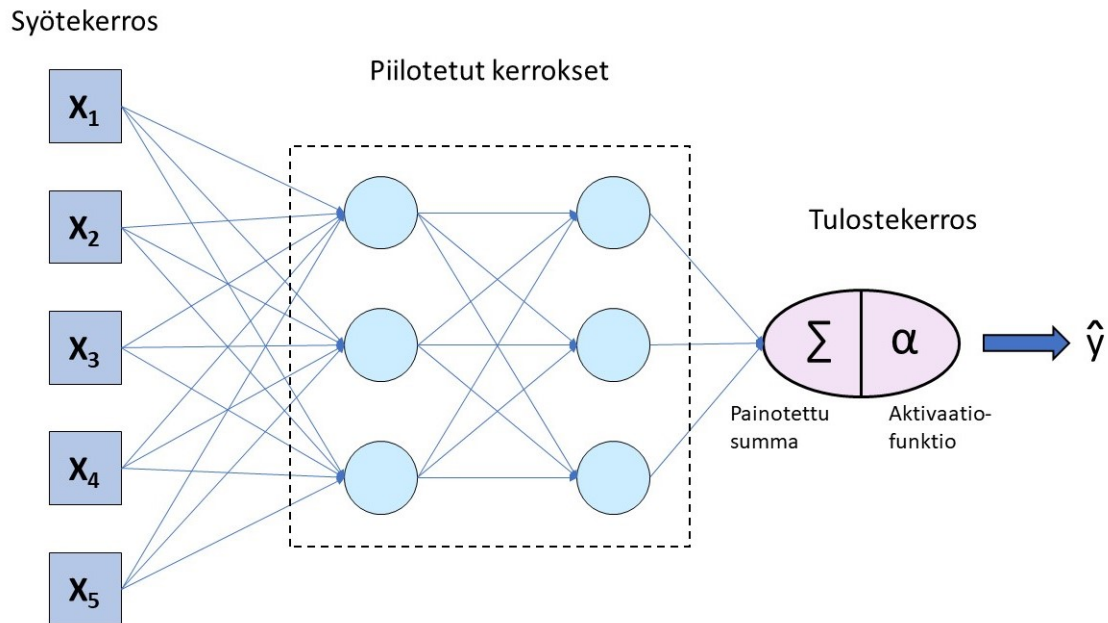 Syötekerros
Piilotetut kerrokset
X₁
X₂
X₃
X₄
X₅
Tulostekerros
∑ α
ŷ
Painotettu
summa
Aktivaatio-
funktio